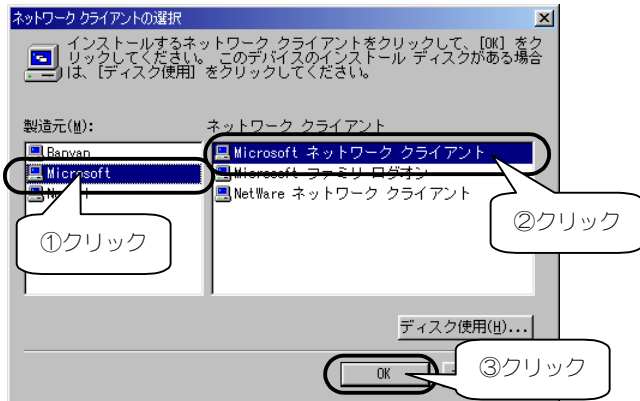 ネットワーク クライアントの選択
インストールするネットワーク クライアントをクリックして、[OK] をク
リックしてください。 このデバイスのインストール ディスクがある場合
は、[ディスク使用] をクリックしてください。
製造元(M):
ネットワーク クライアント
Banyan
Microsoft
Microsoft ネットワーク クライアント
Microsoft ファミリ ログオン
NetWare ネットワーク クライアント
①クリック
②クリック
ディスク使用(H)...
OK
③クリック